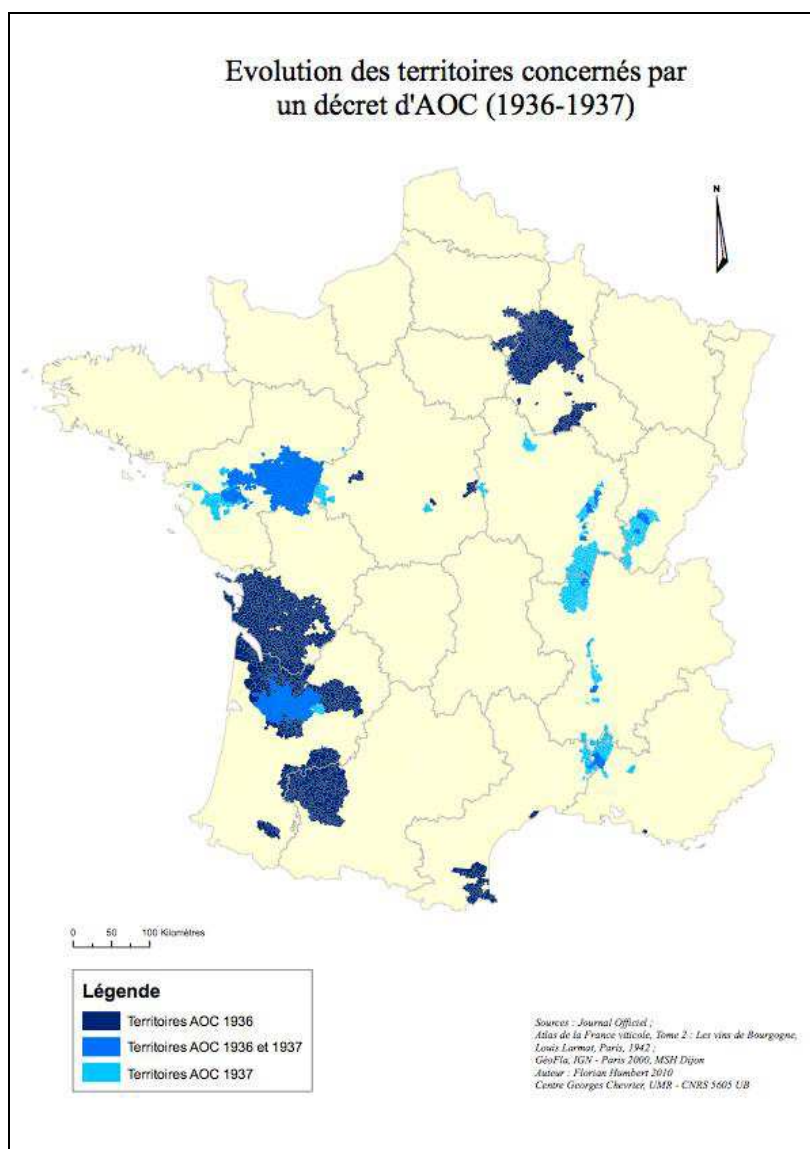 Evolution des territoires concernés par
un décret d'AOC (1936-1937)
N
0 50 100 Kilomètres
Légende
Territoires AOC 1936
Territoires AOC 1936 et 1937
Territoires AOC 1937
Sources : Journal Officiel ;
Atlas de la France viticole, Tome 2 : Les vins de Bourgogne,
Louis Larmat, Paris, 1942 ;
GéoFla, IGN - Paris 2000, MSH Dijon
Auteur : Florian Humbert 2010
Centre Georges Chevrier, UMR - CNRS 5605 UB